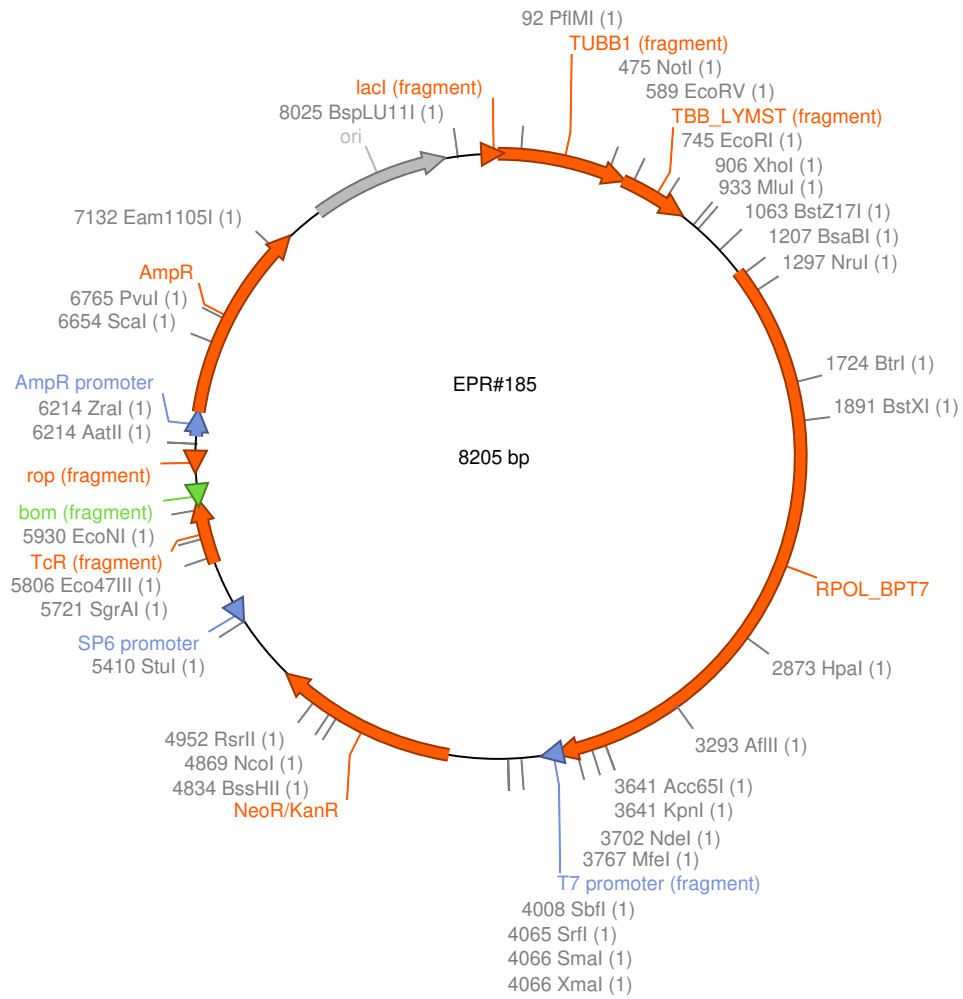 92 PflMI (1)
TUBB1 (fragment)
475 NotI (1)
589 EcoRV (1)
TBB_LYMST (fragment)
745 EcoRI (1)
906 XhoI (1)
933 MluI (1)
1063 BstZ17I (1)
1207 BsaBI (1)
1297 NruI (1)
1724 BtrI (1)
1891 BstXI (1)
RPOL_BPT7
2873 HpaI (1)
3293 AflII (1)
3641 Acc65I (1)
3641 KpnI (1)
3702 NdeI (1)
3767 MfeI (1)
T7 promoter (fragment)
4008 SbfI (1)
4065 SrfI (1)
4066 SmaI (1)
4066 XmaI (1)
NeoR/KanR
4834 BssHII (1)
4869 NcoI (1)
4952 RsrII (1)
5410 StuI (1)
SP6 promoter
5721 SgrAI (1)
5806 Eco47III (1)
TcR (fragment)
5930 EcoNI (1)
bom (fragment)
rop (fragment)
6214 AatII (1)
6214 ZraI (1)
AmpR promoter
6654 ScaI (1)
6765 PvuI (1)
AmpR
7132 Eam1105I (1)
ori
8025 BspLU11I (1)
lacI (fragment)
EPR#185
8205 bp